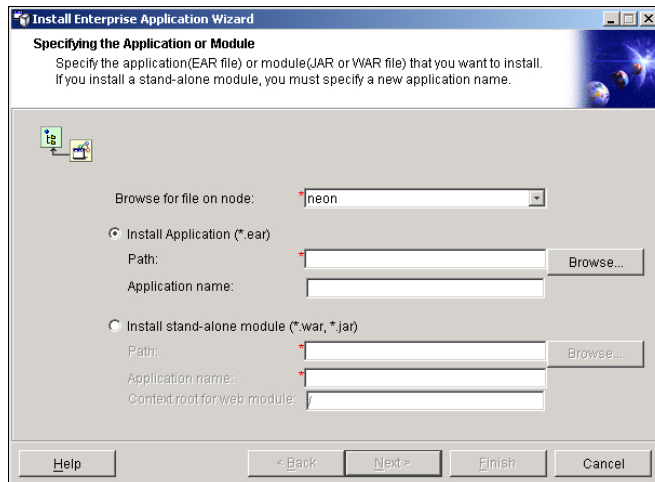 Install Enterprise Application Wizard
Specifying the Application or Module
Specify the application(EAR file) or module(JAR or WAR file) that you want to install.
If you install a stand-alone module, you must specify a new application name.
Browse for file on node: *neon
Install Application (*.ear)
Path: * Browse...
Application name:
Install stand-alone module (*.war, *.jar)
Path: * Browse...
Application name: *
Context root for web module: /
Help < Back Next > Finish Cancel